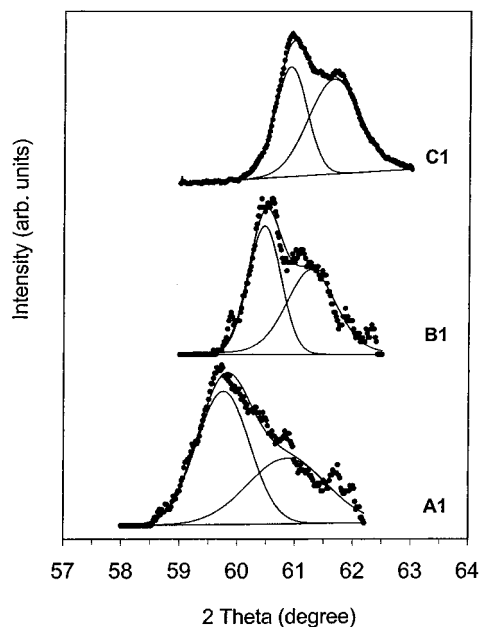 Intensity (arb. units)
C1
B1
A1
57 58 59 60 61 62 63 64
2 Theta (degree)